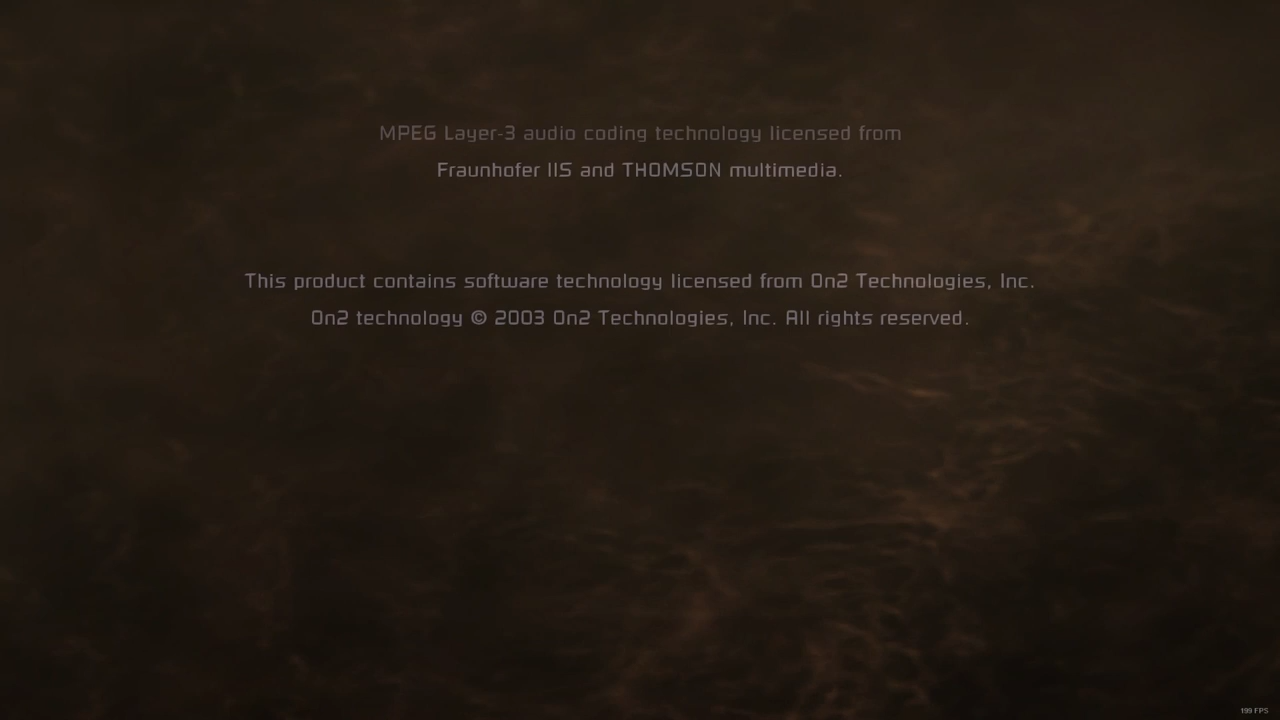 MPEG Layer-3 audio coding technology licensed from
Fraunhofer IIS and THOMSON multimedia.
This product contains software technology licensed from On2 Technologies, Inc.
On2 technology © 2003 On2 Technologies, Inc. All rights reserved.
199 FPS